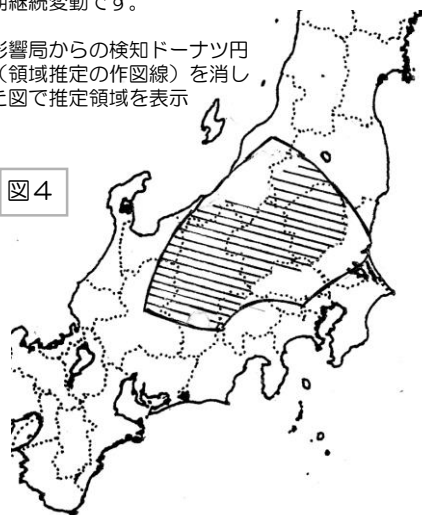 期継続変動です。
影響局からの検知ドーナツ円
（領域推定の作図線）を消し
た図で推定領域を表示
図４